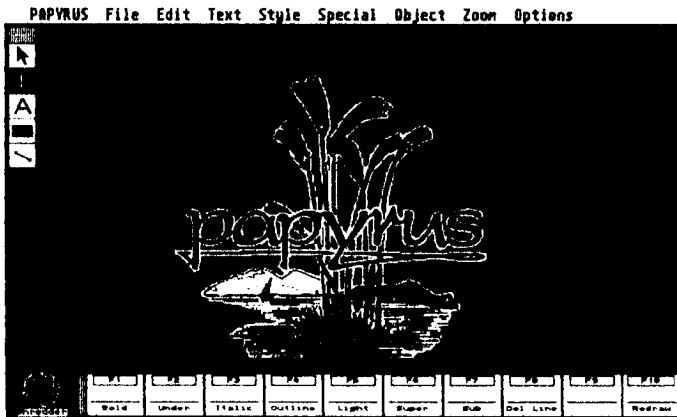 PAPYRUS File Edit Text Style Special Object Zoom Options
A
papyrus
F1 F2 F3 F4 F5 F6 F7 F8 F9 F10
Bold Under Italic Outline Light Super Sub Del Line Redraw